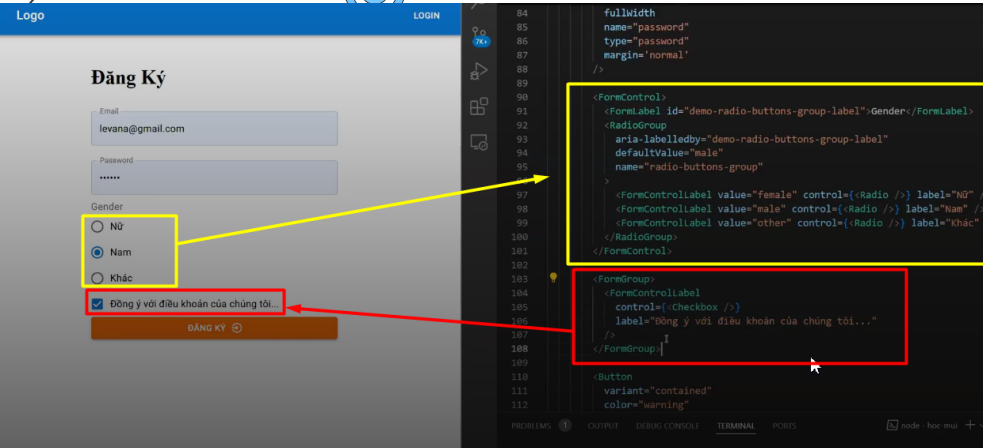 Logo
LOGIN
Đăng Ký
Email
levana@gmail.com
Password
••••••
Gender
Nữ
Nam
Khác
Đồng ý với điều khoản của chúng tôi...
ĐĂNG KÝ
7K+
84 fullWidth
85 name="password"
86 type="password"
87 margin='normal'
88 />
89
90 <FormControl>
91 <FormLabel id="demo-radio-buttons-group-label">Gender</FormLabel>
92 <RadioGroup
93 aria-labelledby="demo-radio-buttons-group-label"
94 defaultValue="male"
95 name="radio-buttons-group"
>
97 <FormControlLabel value="female" control={<Radio />} label="Nữ" /
98 <FormControlLabel value="male" control={<Radio />} label="Nam" />
99 <FormControlLabel value="other" control={<Radio />} label="Khác"
100 </RadioGroup>
101 </FormControl>
102
103 <FormGroup>
104 <FormControlLabel
105 control={<Checkbox />}
106 label="Đồng ý với điều khoản của chúng tôi..."
107 />
108 </FormGroup>
109
110 <Button
111 variant="contained"
112 color="warning"
PROBLEMS 1 OUTPUT DEBUG CONSOLE TERMINAL PORTS node - hoc mui